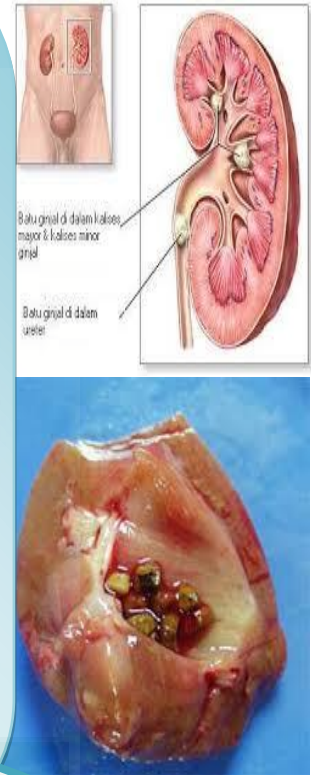 Batu ginjal di dalam kalises
mayor & kalises minor
ginjal
Batu ginjal di dalam
ureter